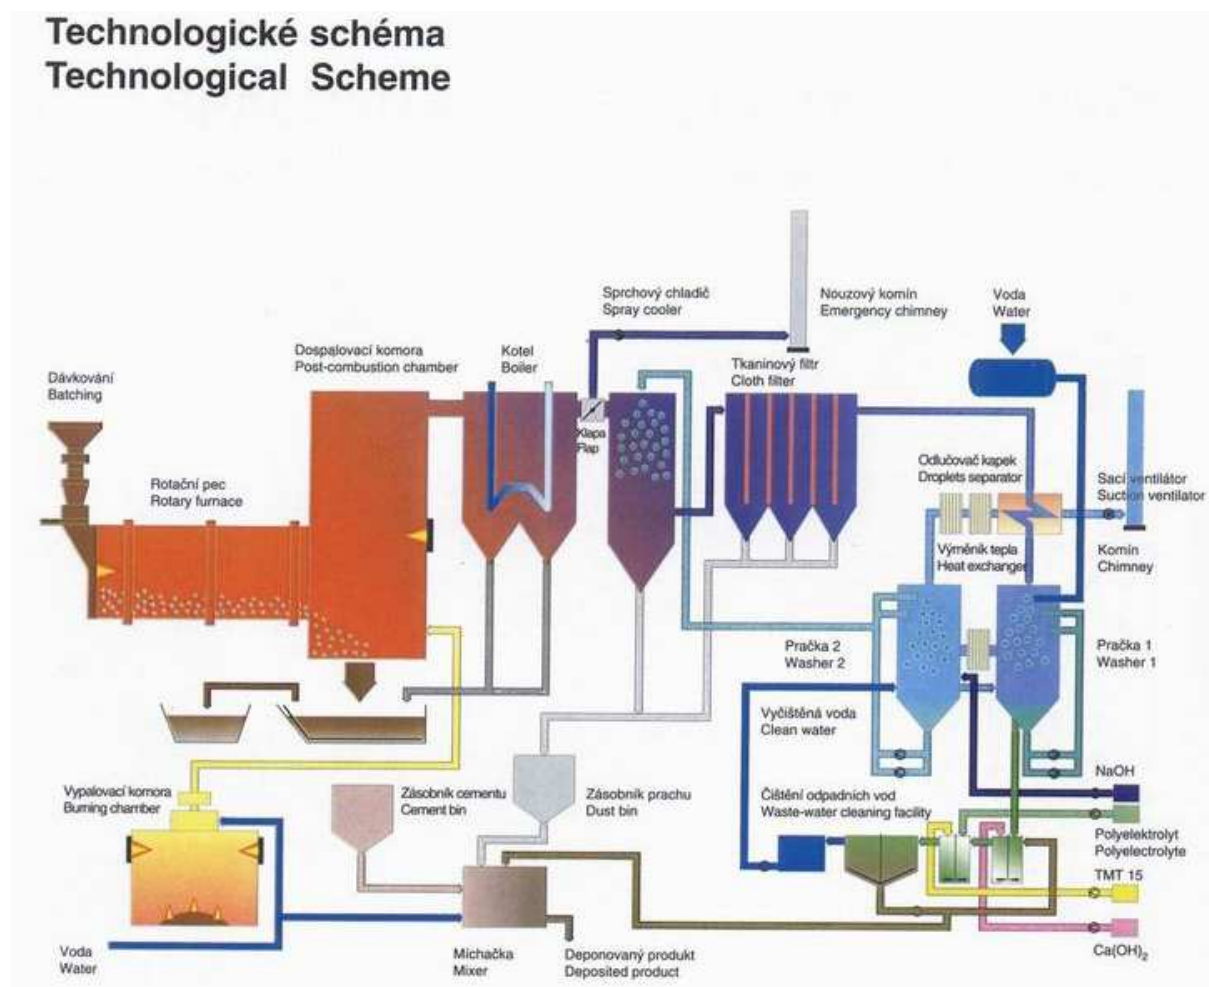 Technologické schéma
Technological Scheme
Sprchový chladič
Spray cooler
Nouzový komín
Emergency chimney
Voda
Water
Dospalovací komora
Post-combustion chamber
Kotel
Boiler
Tkaninový filtr
Cloth filter
Dávkování
Batching
Klapa
Flap
Rotační pec
Rotary furnace
Odlučovač kapek
Droplets separator
Sací ventilátor
Suction ventilator
Výměník tepla
Heat exchanger
Komín
Chimney
Pračka 2
Washer 2
Pračka 1
Washer 1
Vyčištěná voda
Clean water
NaOH
Vypalovací komora
Burning chamber
Zásobník cementu
Cement bin
Zásobník prachu
Dust bin
Čištění odpadních vod
Waste-water cleaning facility
Polyelektrolyt
Polyelectrolyte
TMT 15
Ca(OH)₂
Voda
Water
Míchačka
Mixer
Deponovaný produkt
Deposited product